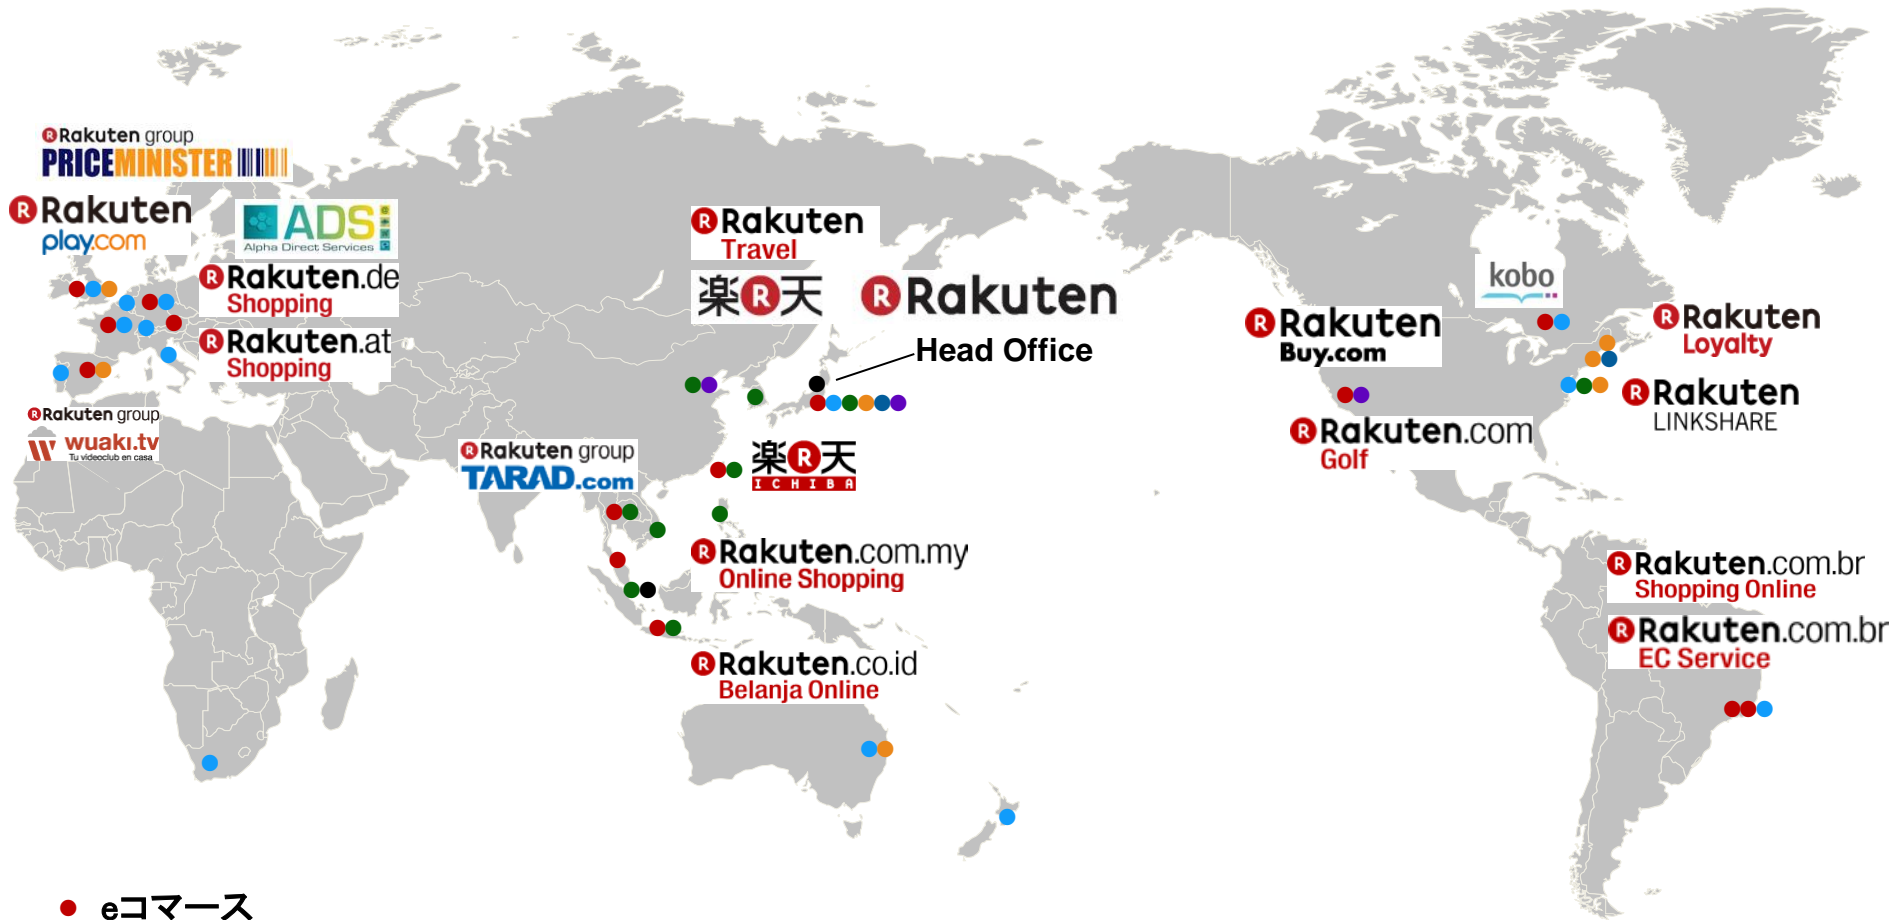 Rakuten group
PRICEMINISTER
Rakuten
play.com
ADS
Alpha Direct Services
Rakuten.de
Shopping
Rakuten.at
Shopping
Rakuten group
wuaki.tv
Tu videoclub en casa
Rakuten
Travel
楽R天
Rakuten
Head Office
Rakuten group
TARAD.com
楽R天
ICHIBA
Rakuten.com.my
Online Shopping
Rakuten.co.id
Belanja Online
kobo
Rakuten
Buy.com
Rakuten
Loyalty
Rakuten
LINKSHARE
Rakuten.com
Golf
Rakuten.com.br
Shopping Online
Rakuten.com.br
EC Service
eコマース